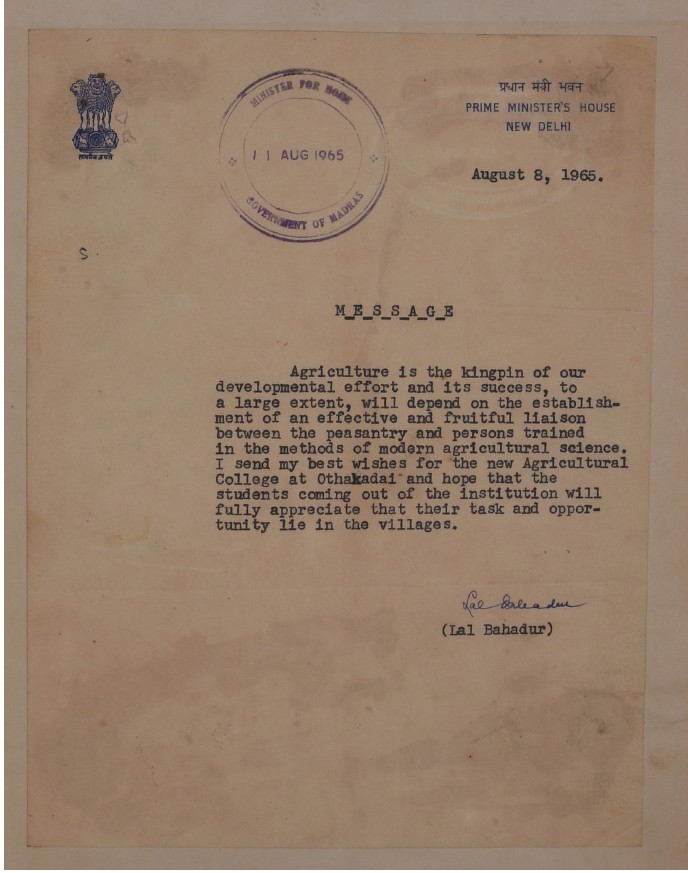 सत्यमेव जयते
MINISTER FOR HOME
11 AUG 1965
GOVERNMENT OF MADRAS
प्रधान मंत्री भवन
PRIME MINISTER'S HOUSE
NEW DELHI
August 8, 1965.
S
M_E_S_S_A_G_E
Agriculture is the kingpin of our
developmental effort and its success, to
a large extent, will depend on the establish-
ment of an effective and fruitful liaison
between the peasantry and persons trained
in the methods of modern agricultural science.
I send my best wishes for the new Agricultural
College at Othakadai and hope that the
students coming out of the institution will
fully appreciate that their task and oppor-
tunity lie in the villages.
Lal Bahadur
(Lal Bahadur)